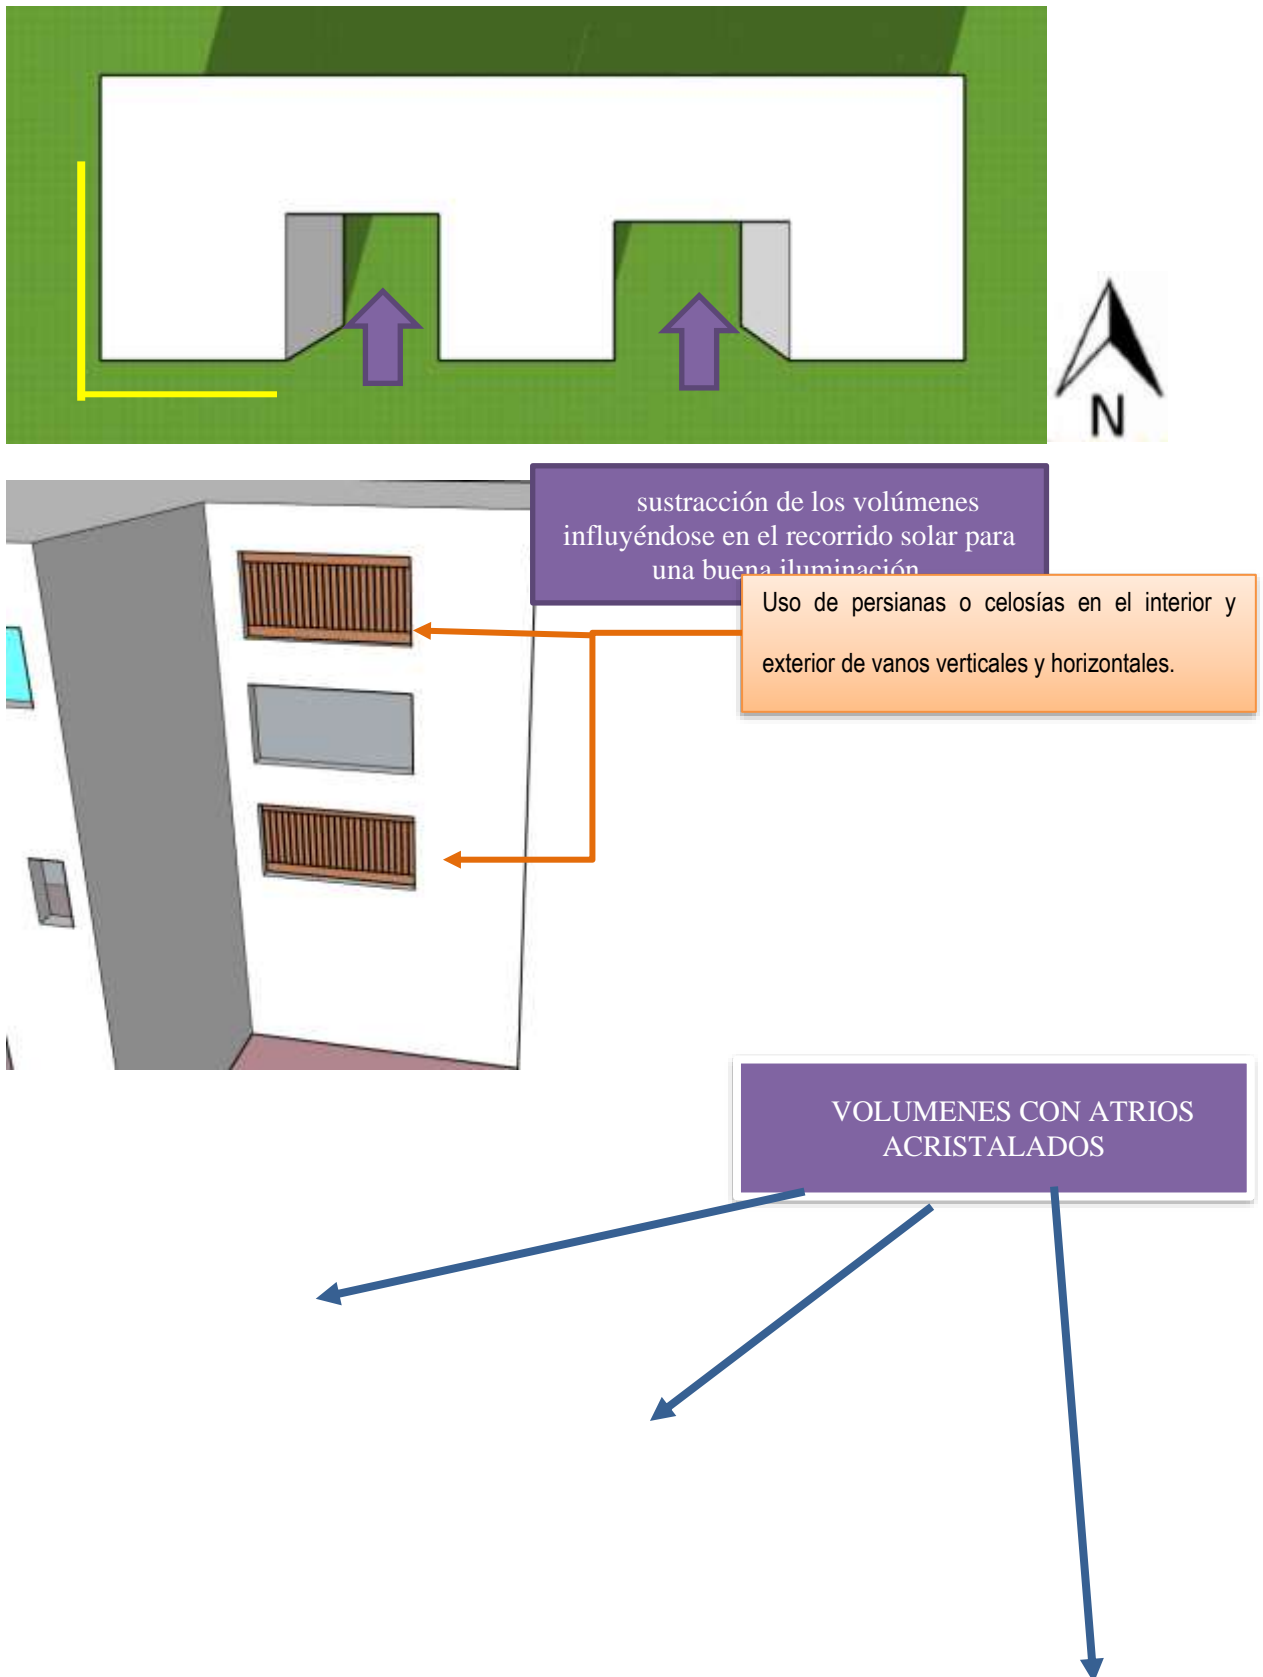 N
sustracción de los volúmenes
influyéndose en el recorrido solar para
una buena iluminación
Uso de persianas o celosías en el interior y
exterior de vanos verticales y horizontales.
VOLUMENES CON ATRIOS
ACRISTALADOS